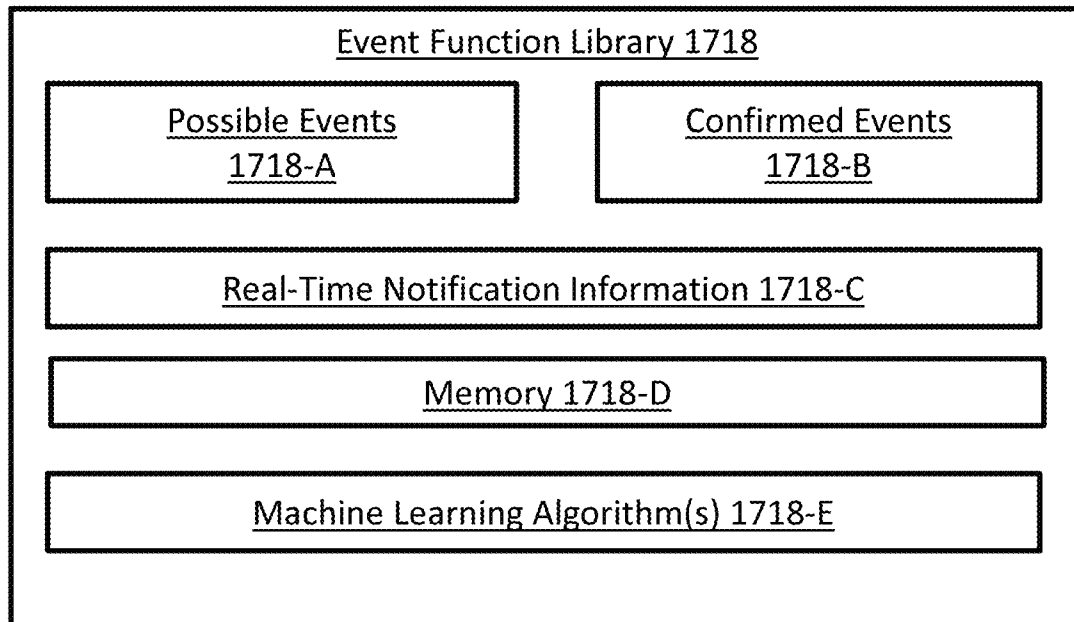 Event Function Library 1718
Possible Events
1718-A
Confirmed Events
1718-B
Real-Time Notification Information 1718-C
Memory 1718-D
Machine Learning Algorithm(s) 1718-E